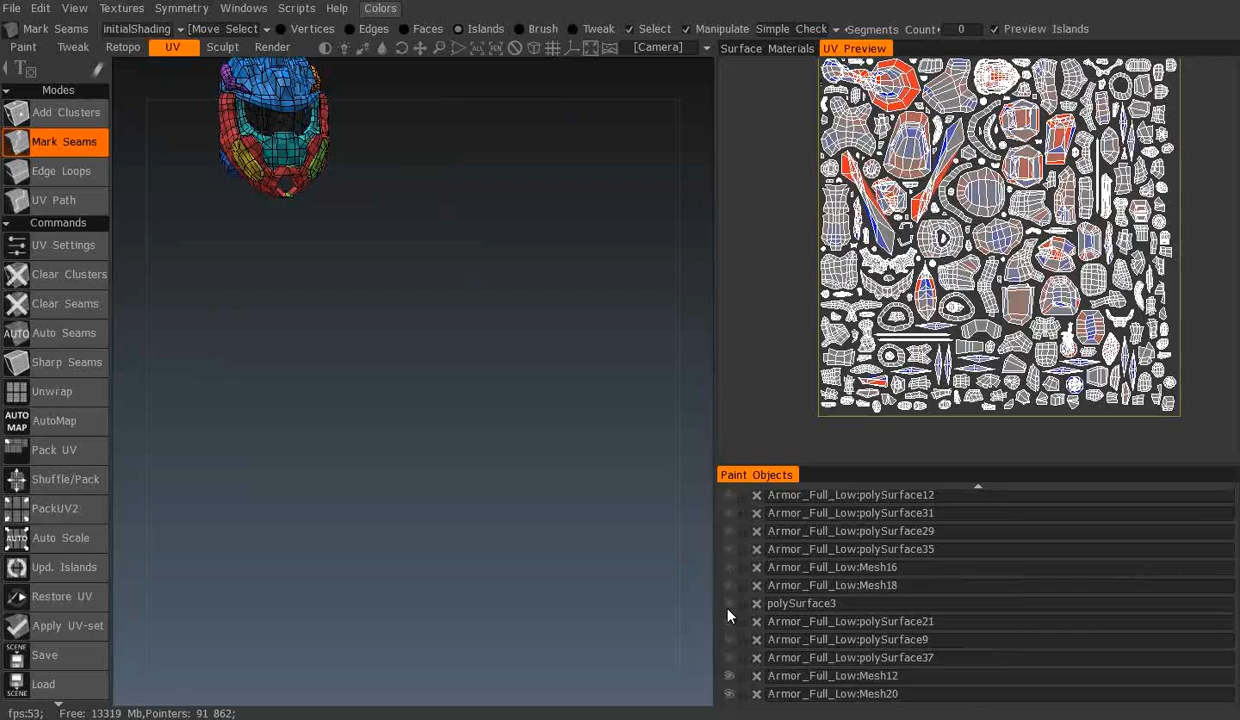 File Edit View Textures Symmetry Windows Scripts Help Colors
Mark Seams initialShading [Move Select] Vertices Edges Faces Islands Brush Tweak Select Manipulate Simple Check Segments Count: 0 Preview Islands
Paint Tweak Retopo UV Sculpt Render [Camera] Surface Materials UV Preview
Modes
Add Clusters
Mark Seams
Edge Loops
UV Path
Commands
UV Settings
Clear Clusters
Clear Seams
AUTO Auto Seams
Sharp Seams
Unwrap
AUTO MAP AutoMap
Pack UV
Shuffle/Pack
PackUV2
Auto Scale
Upd. Islands
Restore UV
Apply UV-set
SCENE Save
SCENE Load
Paint Objects
Armor_Full_Low:polySurface12
Armor_Full_Low:polySurface31
Armor_Full_Low:polySurface29
Armor_Full_Low:polySurface35
Armor_Full_Low:Mesh16
Armor_Full_Low:Mesh18
polySurface3
Armor_Full_Low:polySurface21
Armor_Full_Low:polySurface9
Armor_Full_Low:polySurface37
Armor_Full_Low:Mesh12
Armor_Full_Low:Mesh20
fps:53; Free: 13319 Mb,Pointers: 91 862;